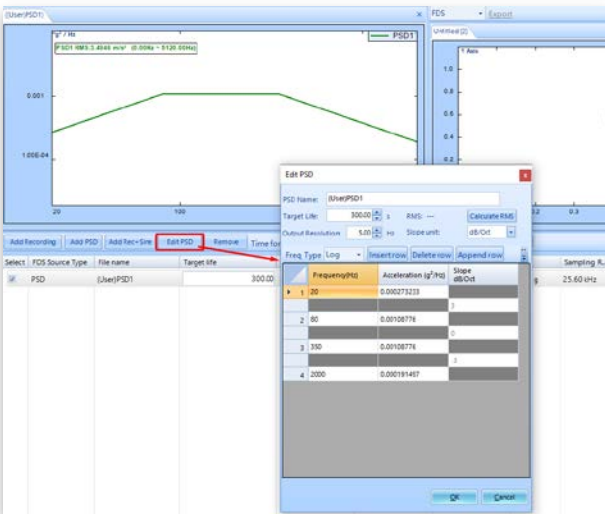 (User)PSD1
FDS
Export
g² / Hz
PSD1
PSD1 RMS:3.4846 m/s² (0.00Hz ~ 5120.00Hz)
0.001
1.00E-04
20
100
Untitled (2)
Y Axis
1.0
0.8
0.6
0.4
0.2
0.2
0.3
Add Recording
Add PSD
Add Rec+Sine
Edit PSD
Remove
Time for
Select
FDS Source Type
File name
Target life
Sampling R..
PSD
(User)PSD1
300.00
g
25.60 kHz
Edit PSD
PSD Name: (User)PSD1
Target Life: 300.00 s RMS: --- Calculate RMS
Output Resolution 5.00 Hz Slope unit: dB/Oct
Freq Type Log Insert row Delete row Append row
Frequency(Hz) Acceleration (g²/Hz) Slope
dB/Oct
1 20 0.000273233
3
2 80 0.00108776
0
3 350 0.00108776
4 2000 0.000191457
OK Cancel